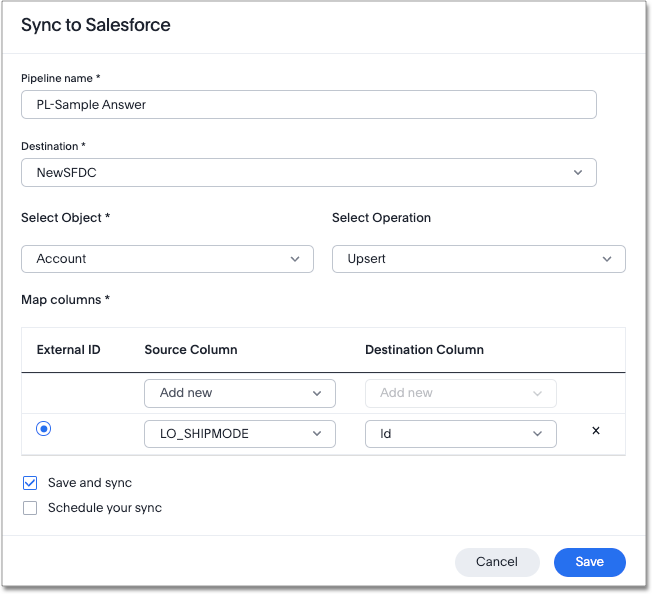 Sync to Salesforce
Pipeline name *
PL-Sample Answer
Destination *
NewSFDC
Select Object * Select Operation
Account Upsert
Map columns *
External ID Source Column Destination Column
Add new Add new
LO_SHIPMODE Id
Save and sync
Schedule your sync
Cancel Save